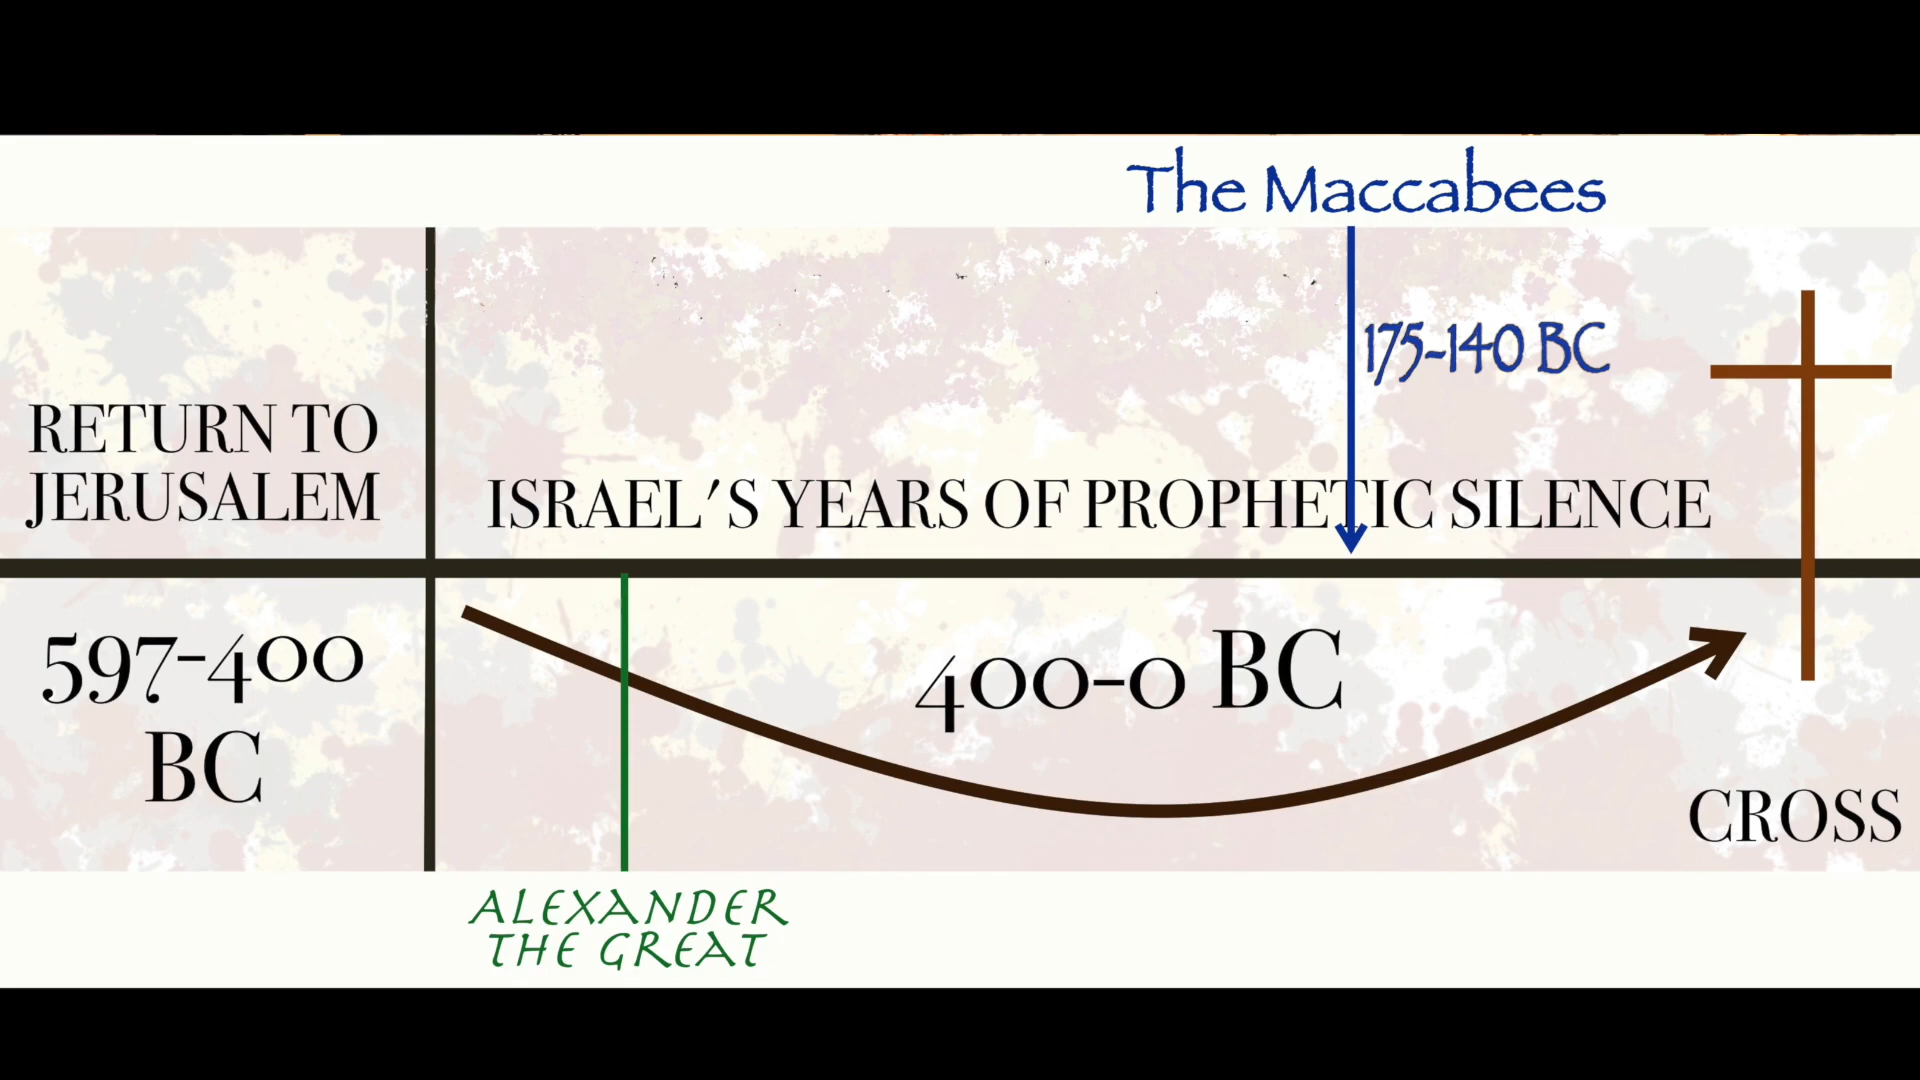 The Maccabees
175-140 BC
RETURN TO
JERUSALEM
ISRAEL'S YEARS OF PROPHETIC SILENCE
597-400
BC
400-0 BC
CROSS
ALEXANDER
THE GREAT